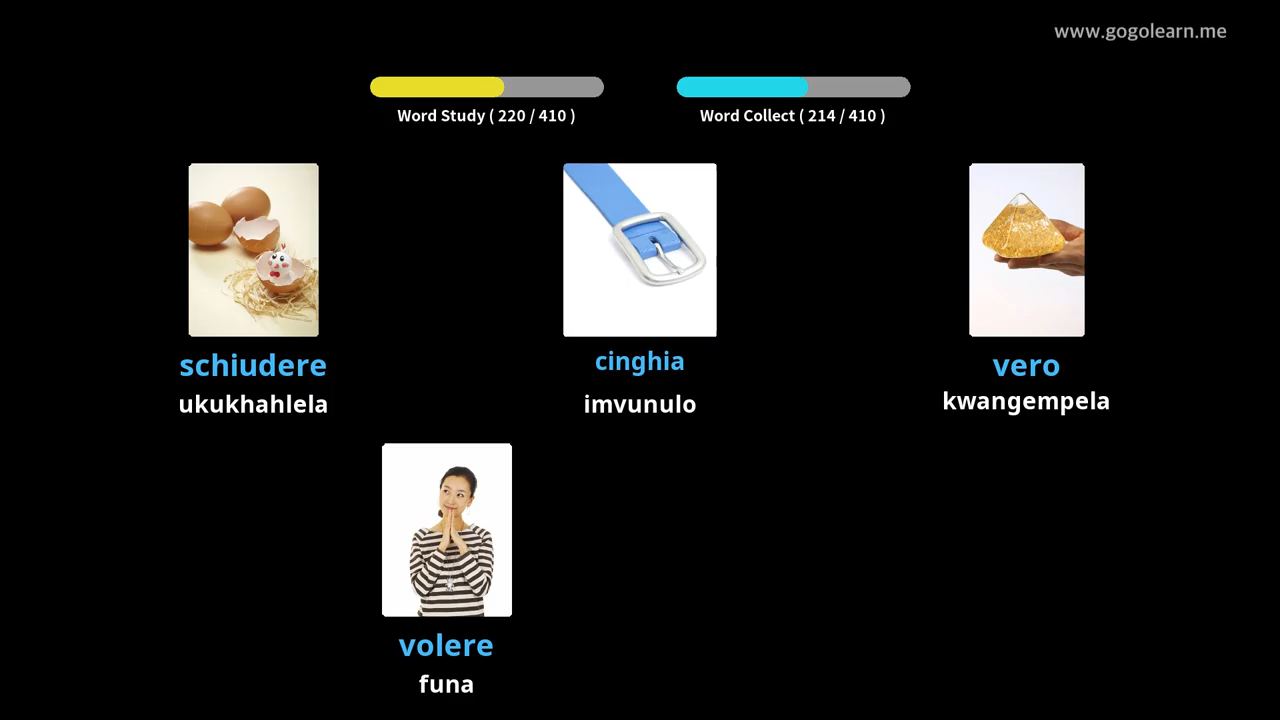 www.gogolearn.me
Word Study ( 220 / 410 )
Word Collect ( 214 / 410 )
schiudere
ukukhahlela
cinghia
imvunulo
vero
kwangempela
volere
funa